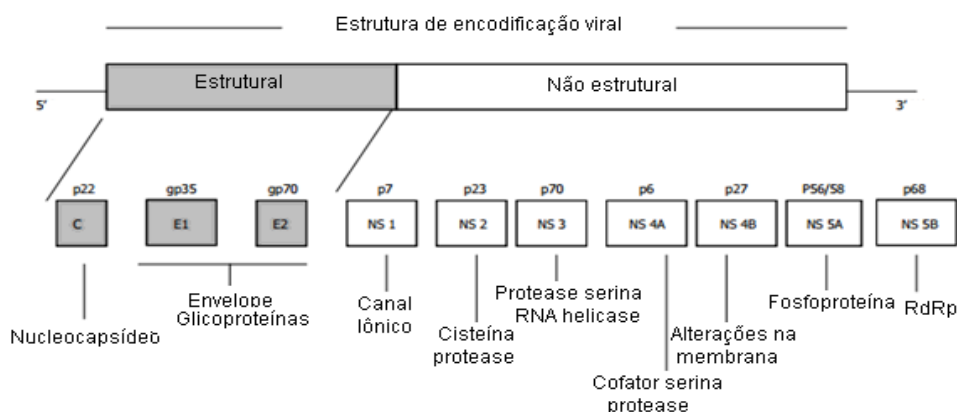 Estrutura de encodificação viral
Estrutural
Não estrutural
5'
3'
p22
gp35
gp70
p7
p23
p70
p6
p27
P56/58
p68
C
E1
E2
NS 1
NS 2
NS 3
NS 4A
NS 4B
NS 5A
NS 5B
Nucleocapsídeo
Envelope
Glicoproteínas
Canal
Iônico
Cisteína
protease
Protease serina
RNA helicase
Cofator serina
protease
Alterações na
membrana
Fosfoproteína
RdRp